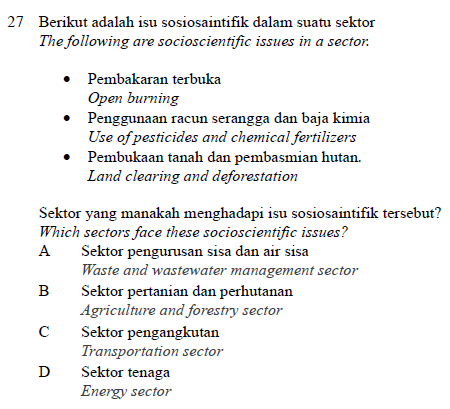 27 Berikut adalah isu sosiosaintifik dalam suatu sektor
The following are socioscientific issues in a sector.
• Pembakaran terbuka
Open burning
• Penggunaan racun serangga dan baja kimia
Use of pesticides and chemical fertilizers
• Pembukaan tanah dan pembasmian hutan.
Land clearing and deforestation
Sektor yang manakah menghadapi isu sosiosaintifik tersebut?
Which sectors face these socioscientific issues?
A Sektor pengurusan sisa dan air sisa
Waste and wastewater management sector
B Sektor pertanian dan perhutanan
Agriculture and forestry sector
C Sektor pengangkutan
Transportation sector
D Sektor tenaga
Energy sector